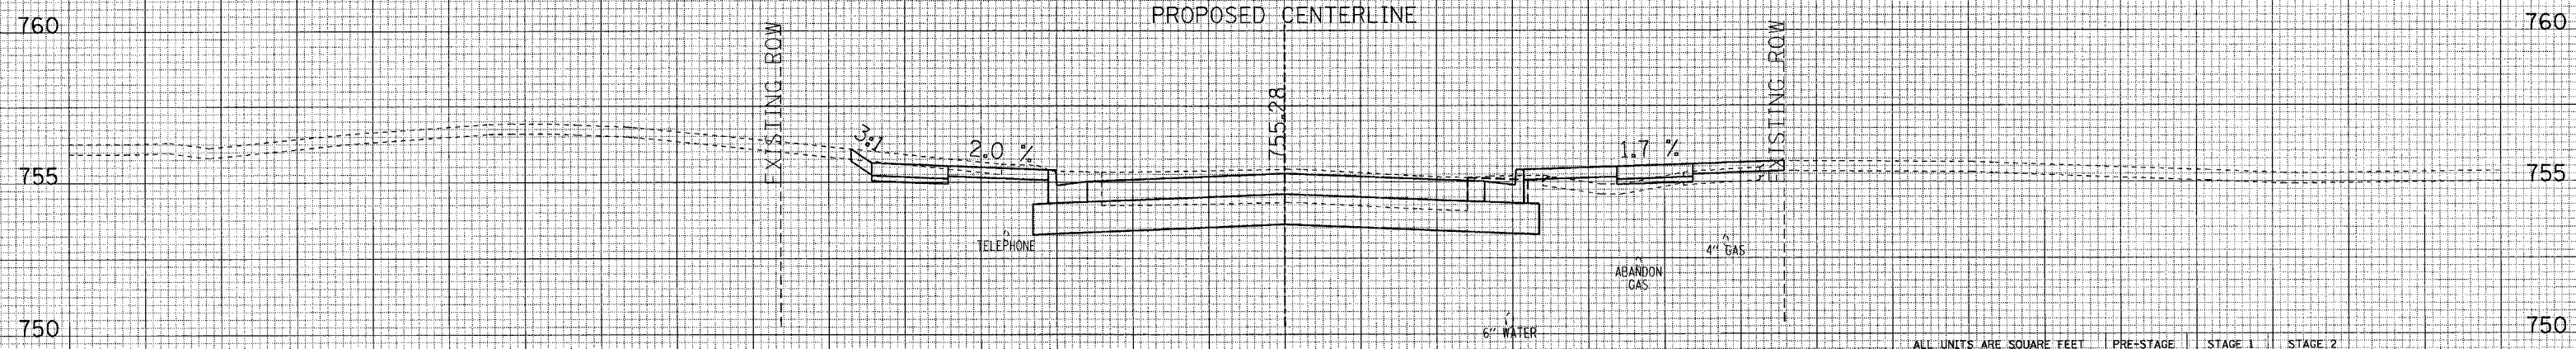 PROPOSED CENTERLINE
760
760
EXISTING ROW
EXISTING ROW
755.28
3:1
2.0 %
1.7 %
755
755
TELEPHONE
4" GAS
ABANDON
GAS
6" WATER
750
750
ALL UNITS ARE SQUARE FEET PRE-STAGE STAGE 1 STAGE 2